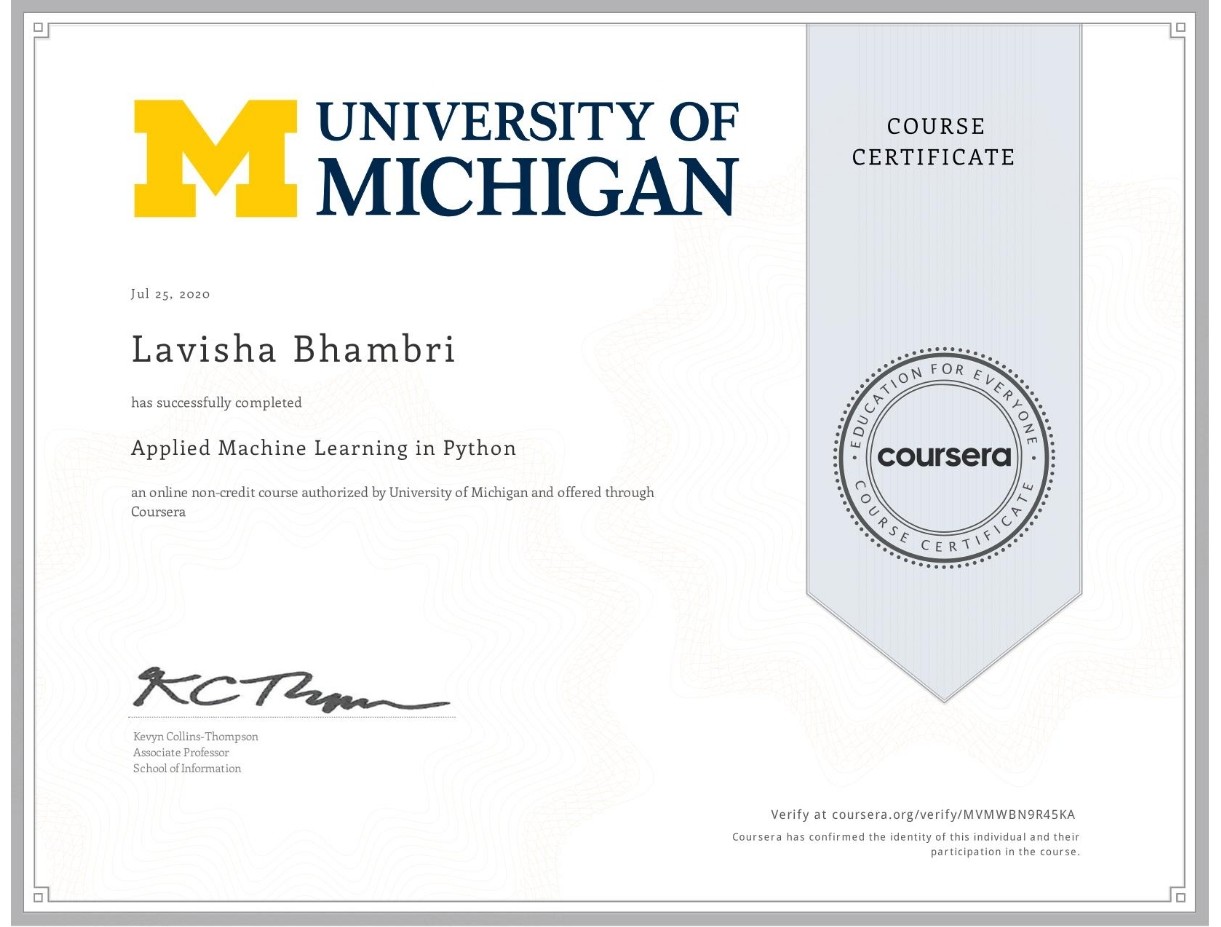 UNIVERSITY OF
MICHIGAN
COURSE
CERTIFICATE
Jul 25, 2020
Lavisha Bhambri
has successfully completed
Applied Machine Learning in Python
an online non-credit course authorized by University of Michigan and offered through
Coursera
EDUCATION FOR EVERYONE
coursera
COURSE CERTIFICATE
KC Thompson
Kevyn Collins-Thompson
Associate Professor
School of Information
Verify at coursera.org/verify/MVMWBN9R45KA
Coursera has confirmed the identity of this individual and their
participation in the course.